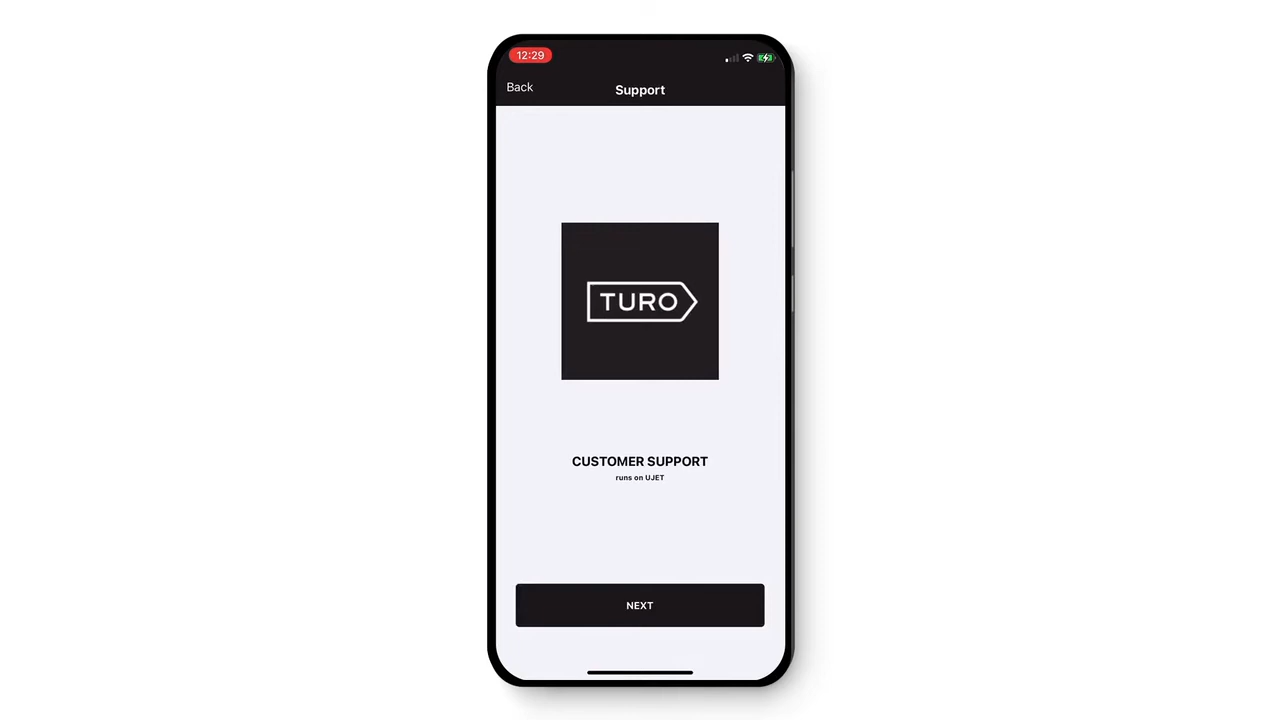 12:29
Back
Support
TURO
CUSTOMER SUPPORT
runs on UJET
NEXT